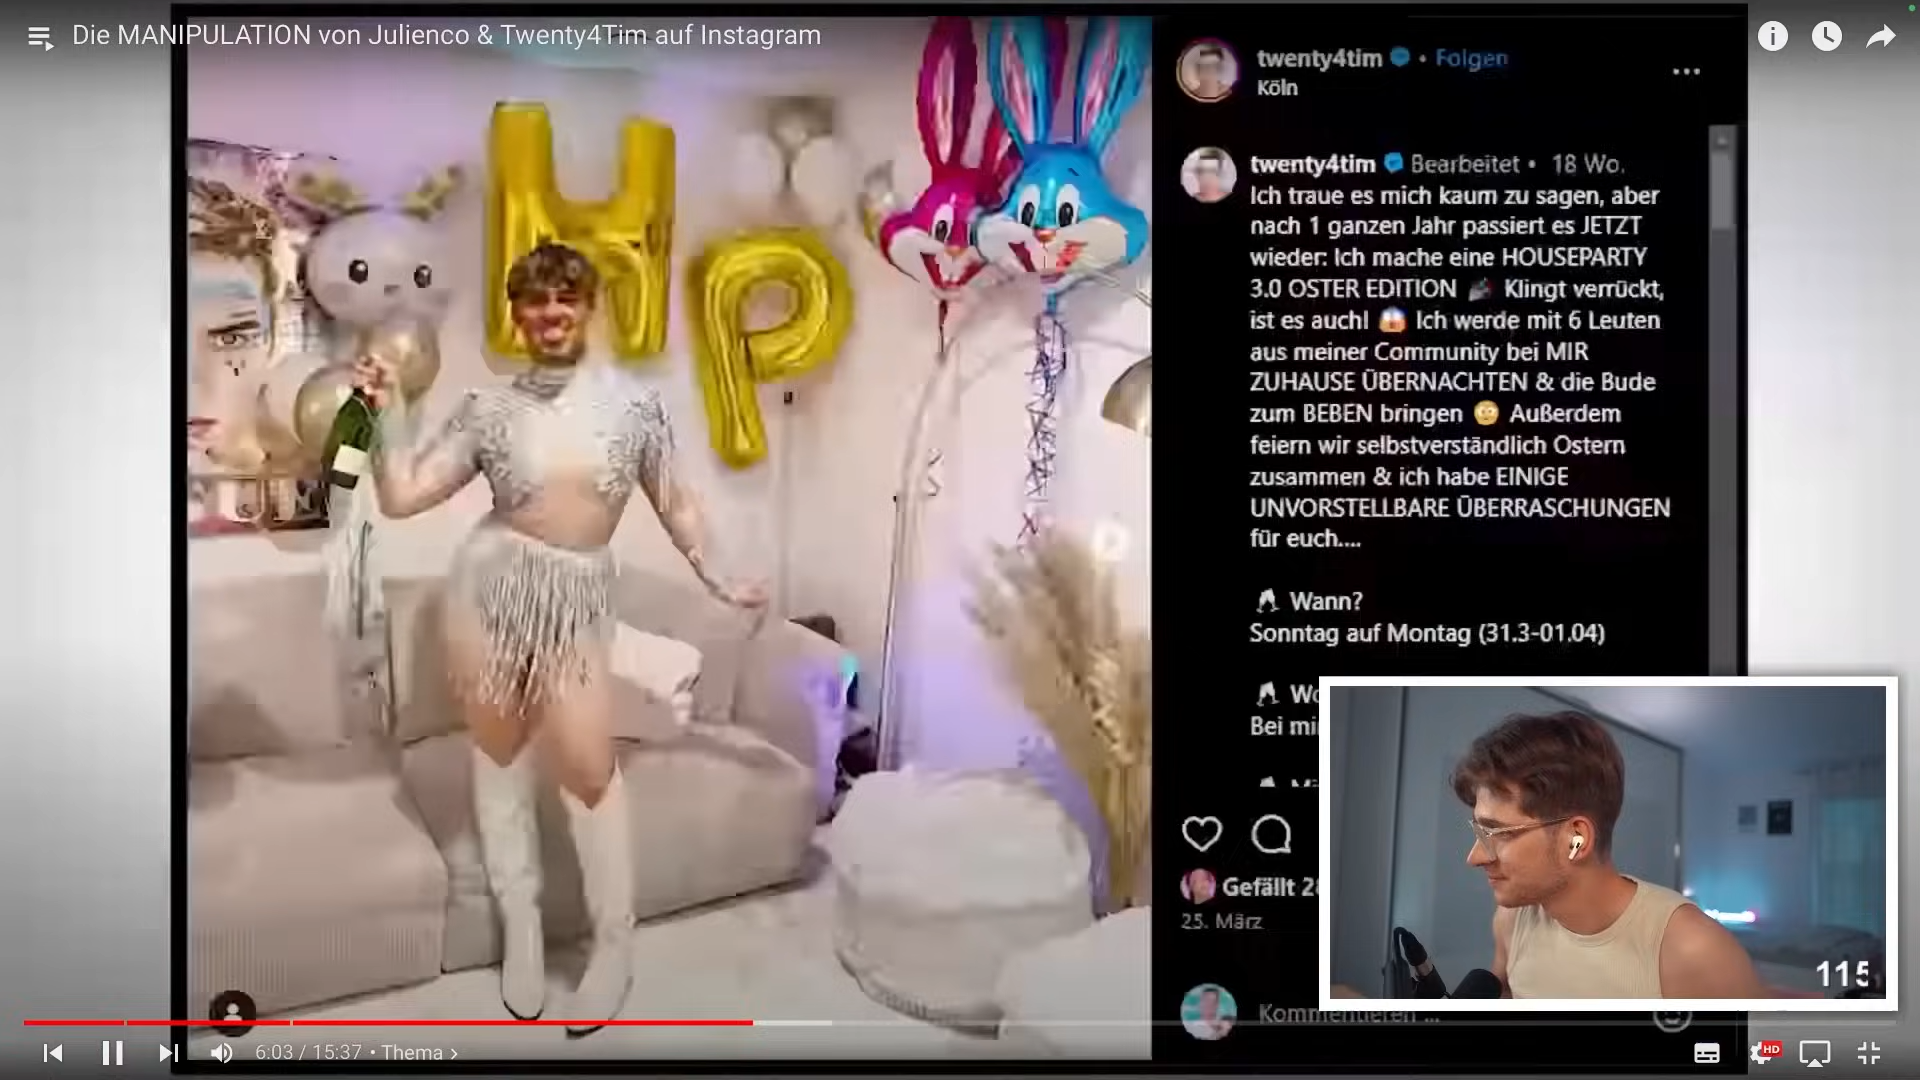 Die MANIPULATION von Julienco & Twenty4Tim auf Instagram
HP
twenty4tim • Folgen
Köln
twenty4tim Bearbeitet • 18 Wo.
Ich traue es mich kaum zu sagen, aber
nach 1 ganzen Jahr passiert es JETZT
wieder: Ich mache eine HOUSEPARTY
3.0 OSTER EDITION 🎉 Klingt verrückt,
ist es auch! 😱 Ich werde mit 6 Leuten
aus meiner Community bei MIR
ZUHAUSE ÜBERNACHTEN & die Bude
zum BEBEN bringen 😳 Außerdem
feiern wir selbstverständlich Ostern
zusammen & ich habe EINIGE
UNVORSTELLBARE ÜBERRASCHUNGEN
für euch....
Wann?
Sonntag auf Montag (31.3-01.04)
Bei
Gefällt
25. März
Kommentieren ...
115
6:03 / 15:37 • Thema ›
HD